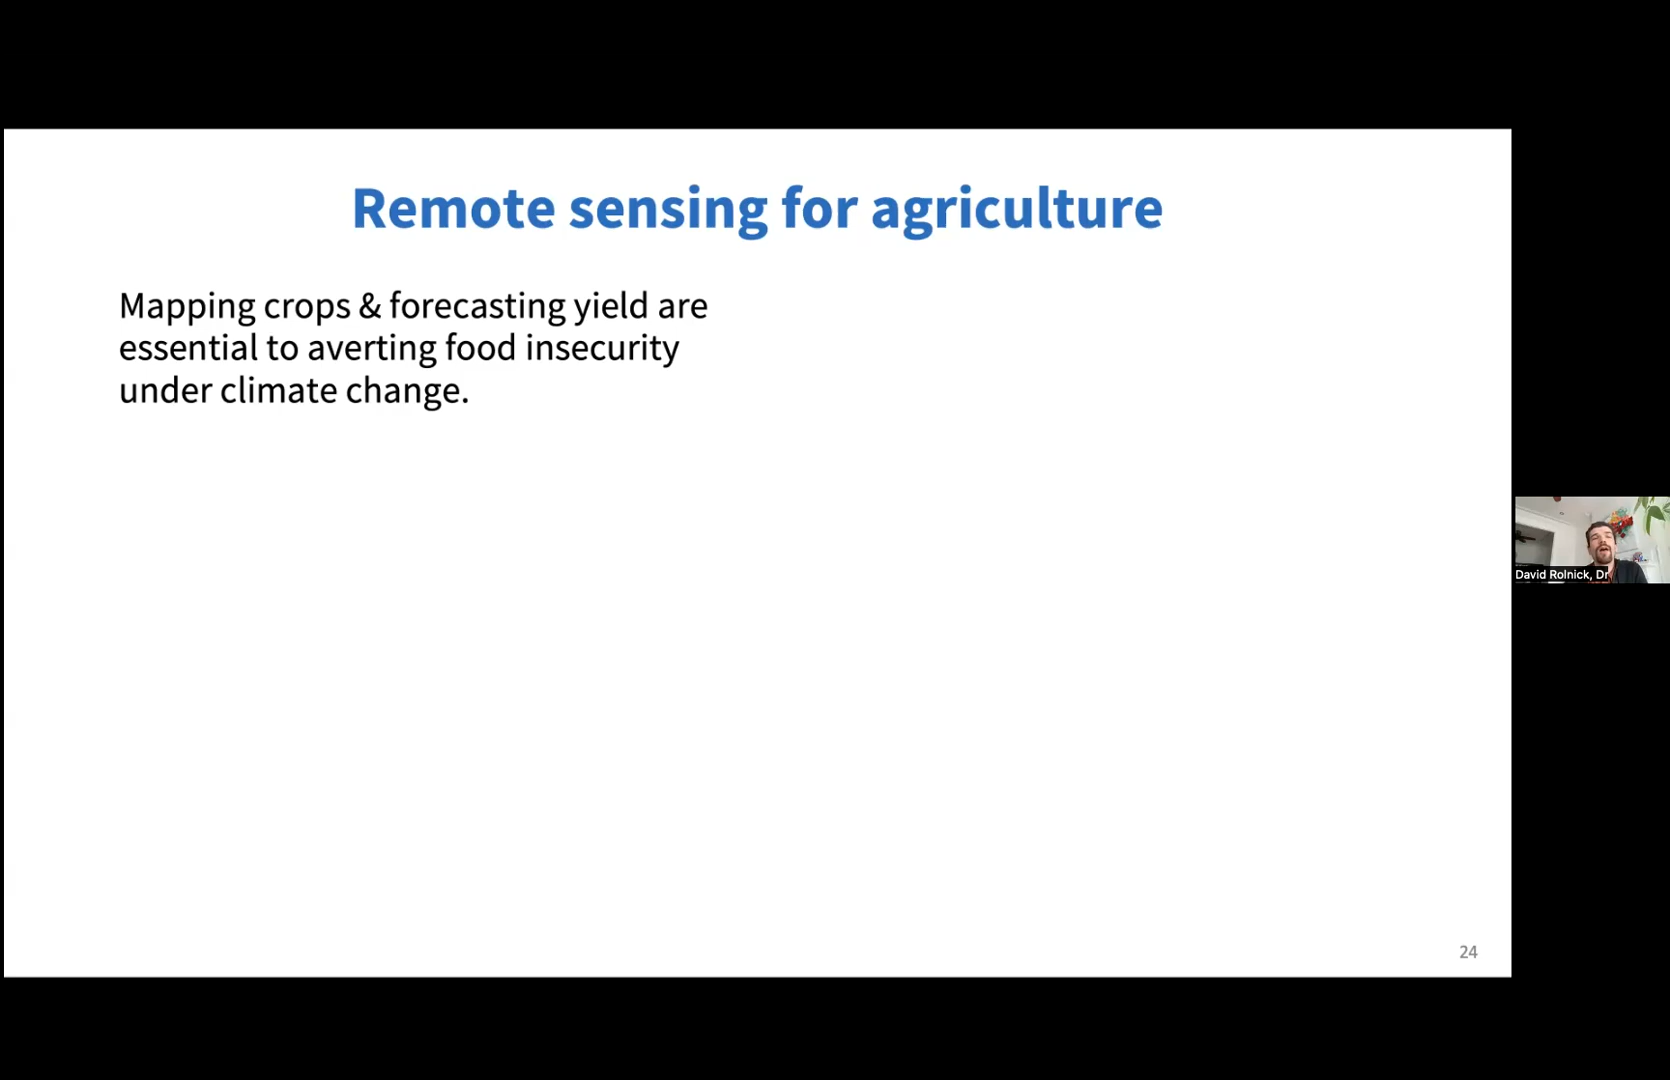 Remote sensing for agriculture
Mapping crops & forecasting yield are
essential to averting food insecurity
under climate change.
David Rolnick, Dr
24